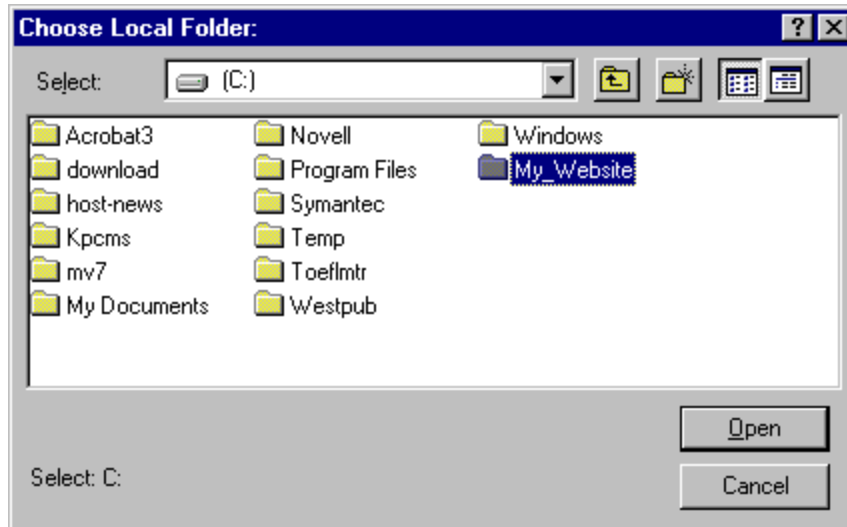 Choose Local Folder:
Select: (C:)
Acrobat3 Novell Windows
download Program Files My_Website
host-news Symantec
Kpcms Temp
mv7 Toeflmtr
My Documents Westpub
Open
Select: C:
Cancel